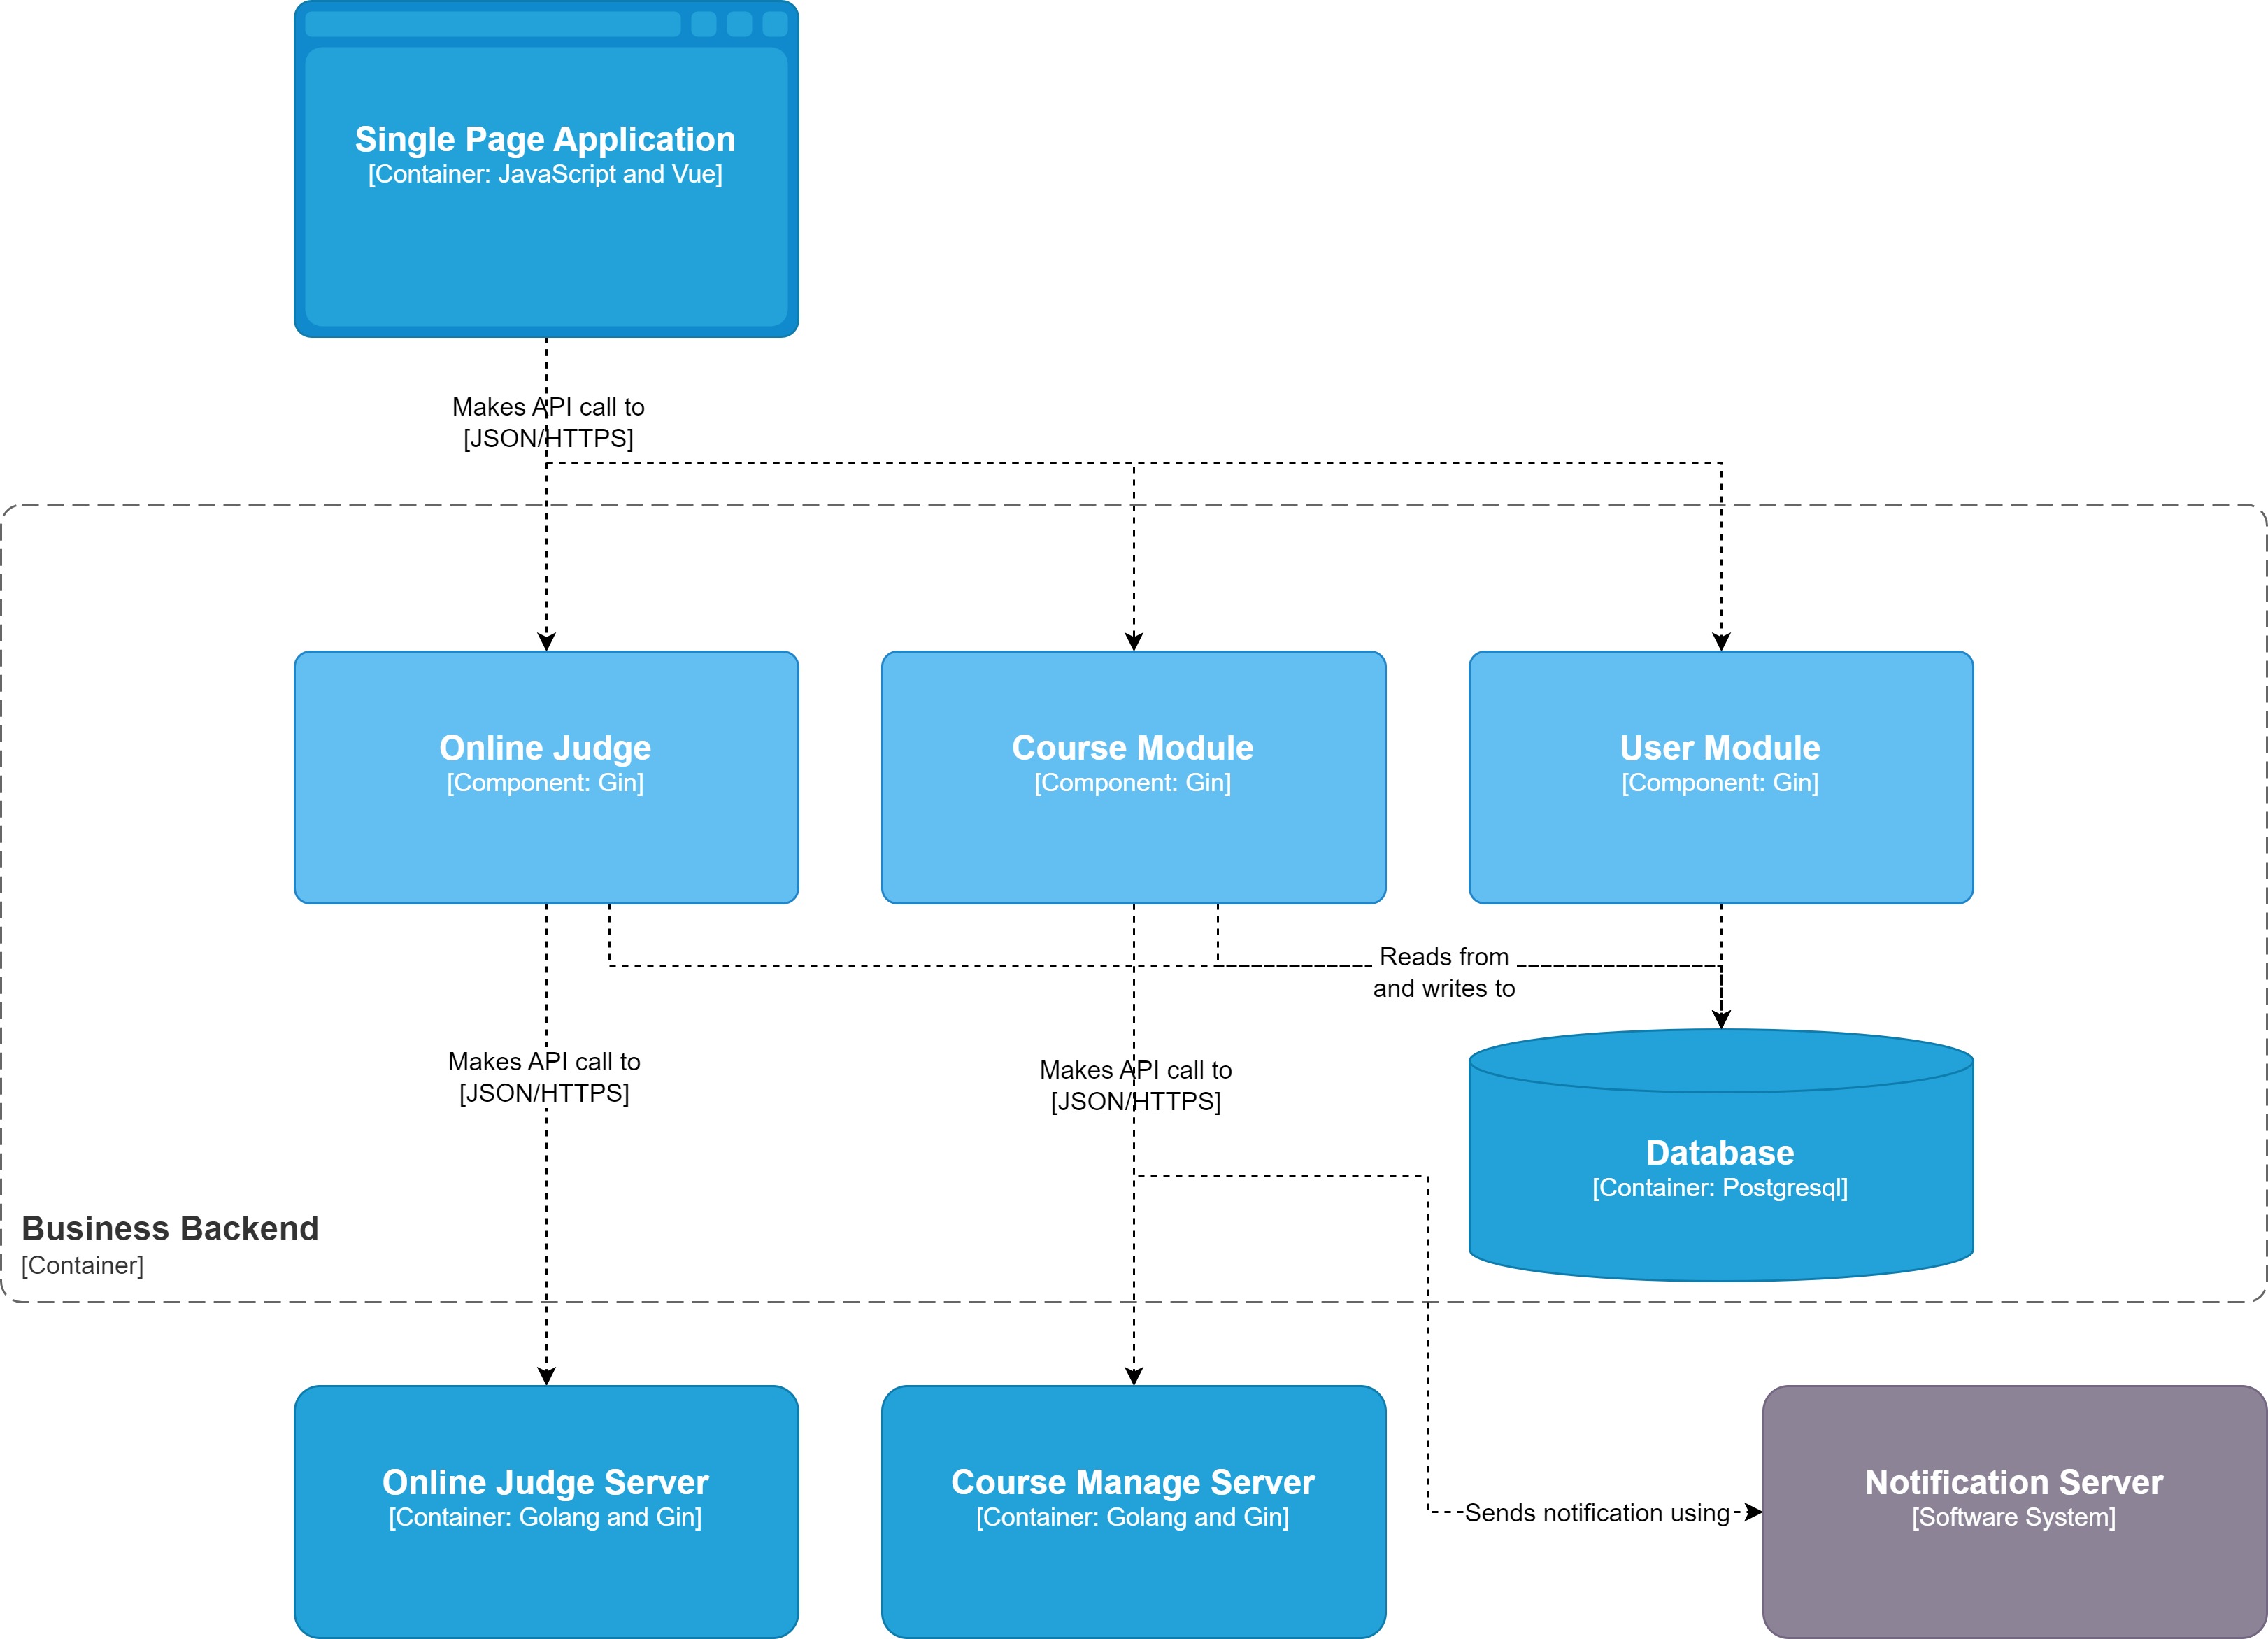 Single Page Application
[Container: JavaScript and Vue]
Makes API call to
[JSON/HTTPS]
Online Judge
[Component: Gin]
Course Module
[Component: Gin]
User Module
[Component: Gin]
Reads from
and writes to
Makes API call to
[JSON/HTTPS]
Makes API call to
[JSON/HTTPS]
Database
[Container: Postgresql]
Business Backend
[Container]
Online Judge Server
[Container: Golang and Gin]
Course Manage Server
[Container: Golang and Gin]
Sends notification using
Notification Server
[Software System]